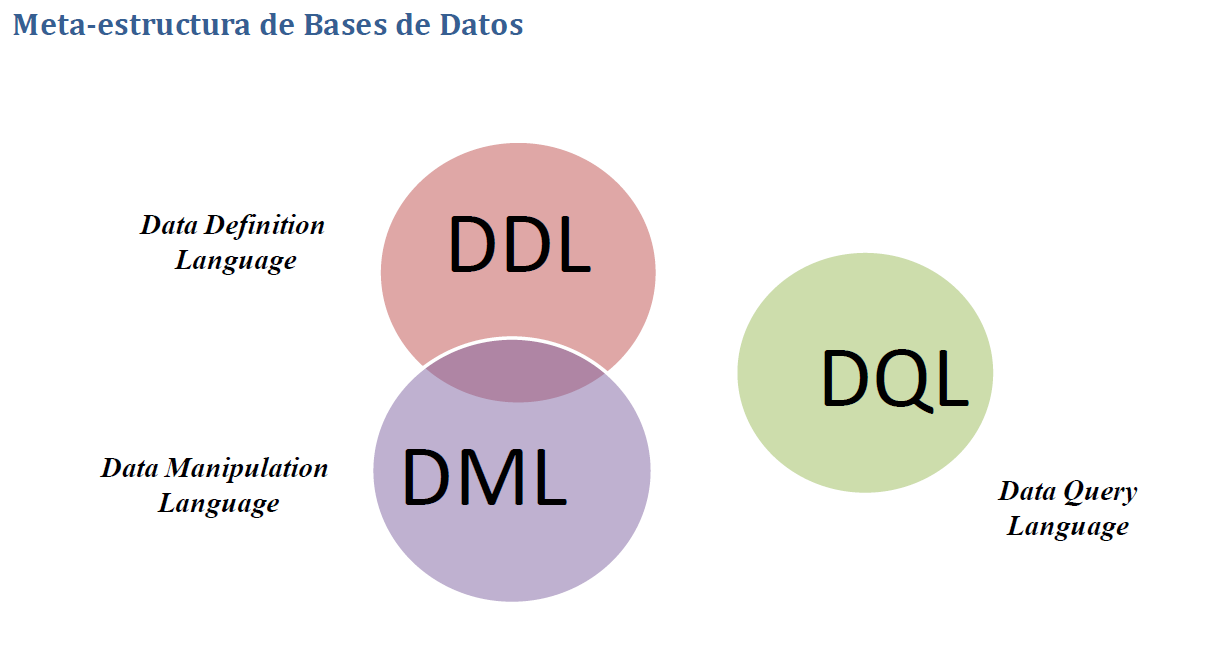 Meta-estructura de Bases de Datos
Data Definition
Language
DDL
Data Manipulation
Language
DML
DQL
Data Query
Language